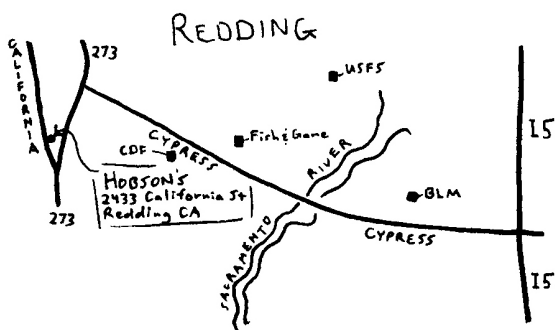 REDDING
CALIFORNIA
273
USFS
I5
CYPRESS
Fish & Game
CDF
RIVER
HOBSON'S
2433 California St
Redding CA
BLM
273
SACRAMENTO
CYPRESS
I5